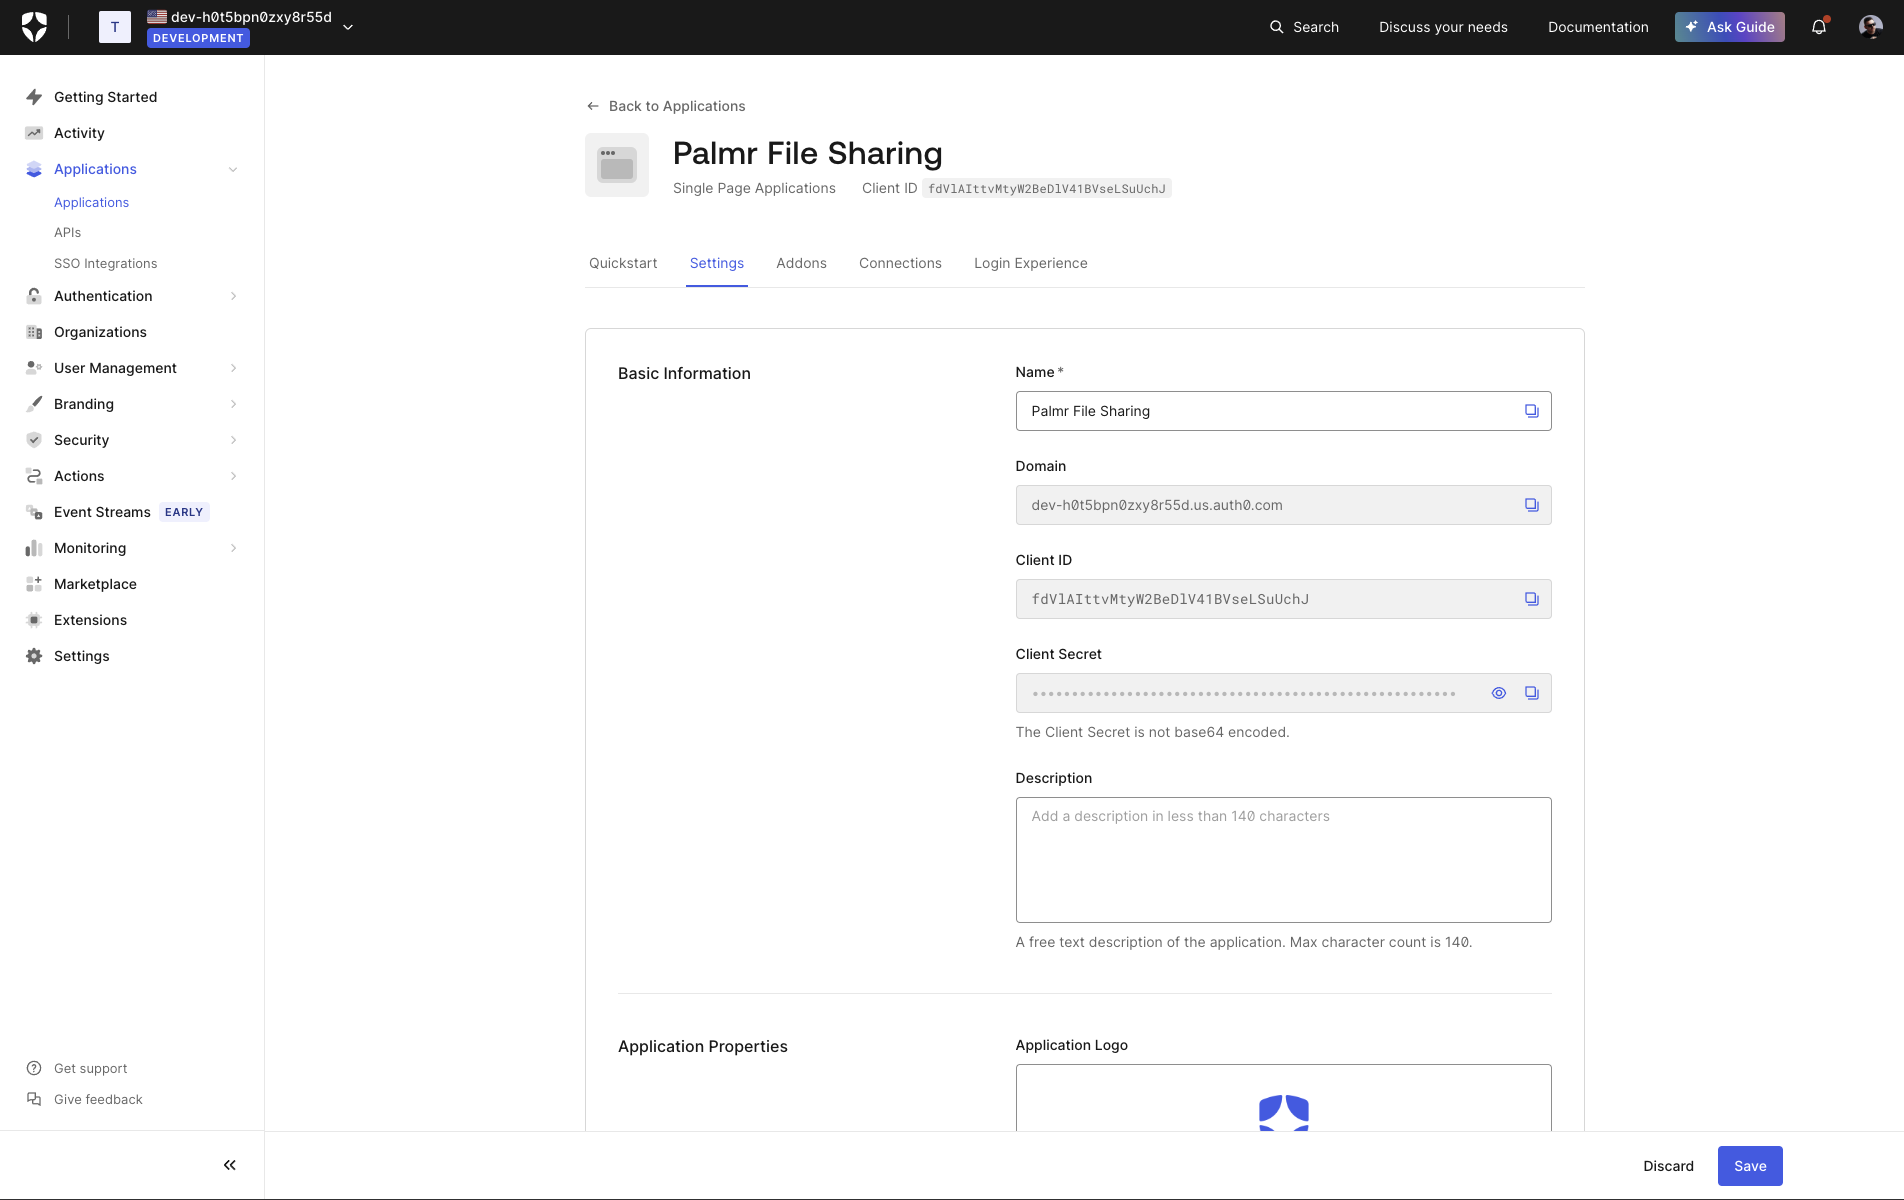 T
dev-h0t5bpn0zxy8r55d
DEVELOPMENT
Search
Discuss your needs
Documentation
Ask Guide
Getting Started
Activity
Applications
Applications
APIs
SSO Integrations
Authentication
Organizations
User Management
Branding
Security
Actions
Event Streams EARLY
Monitoring
Marketplace
Extensions
Settings
Get support
Give feedback
Back to Applications
Palmr File Sharing
Single Page Applications Client ID fdVlAIttvMtyW2BeDlV41BVseLSuUchJ
Quickstart Settings Addons Connections Login Experience
Basic Information
Name *
Palmr File Sharing
Domain
dev-h0t5bpn0zxy8r55d.us.auth0.com
Client ID
fdVlAIttvMtyW2BeDlV41BVseLSuUchJ
Client Secret
The Client Secret is not base64 encoded.
Description
Add a description in less than 140 characters
A free text description of the application. Max character count is 140.
Application Properties
Application Logo
Discard
Save